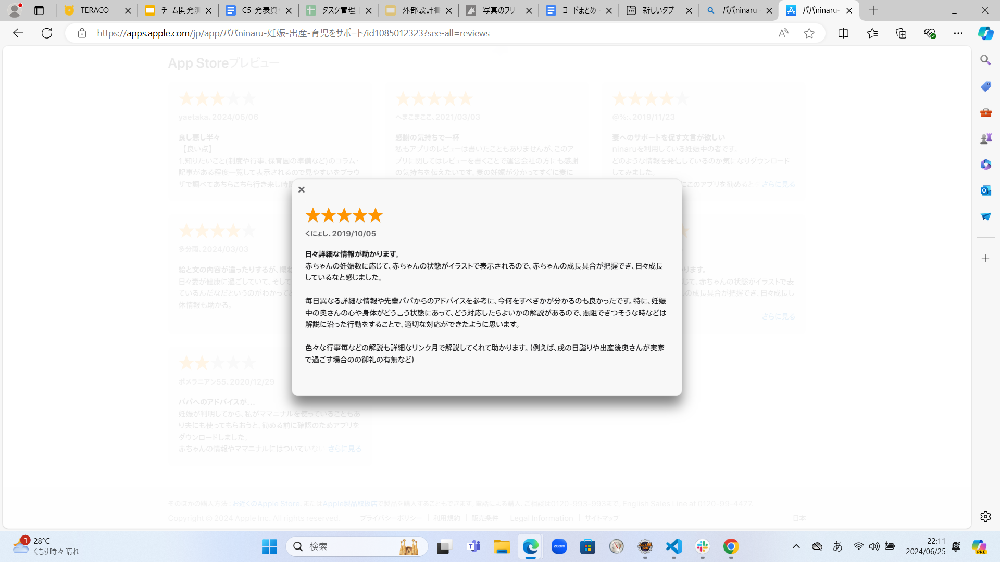 TERACO
チーム開発演
C5_発表資
タスク管理_
外部設計書
写真のフリー
コードまとめ
新しいタブ
パパninaru
パパninaru-
https://apps.apple.com/jp/app/パパninaru-妊娠-出産-育児をサポート/id1085012323?see-all=reviews
App Storeプレビュー
yaetaka、2024/05/06
良し悪し半々
【良い点】
1.知りたいこと(制度や行事、保育園の準備など)のコラム・
記事がある程度一覧して表示されるので見やすいをブラウ
ザで調べてあちらこちら行き来し時
へまこまここ、2021/03/03
感謝の気持ちで一杯
私もアプリのレビューは書いたこともありませんが、このア
プリに関してはレビューを書くことで運営会社の方にも感謝
の気持ちを伝えたいです。妻の妊娠が分かってすぐに妻に
@%:、2019/11/23
妻へのサポートを促す文言が欲しい
ninaruを利用している妊娠中の者です。
どのような情報を発信しているのか気になりダウンロード
してみました。
にこのアプリを勧めると さらに見る
多分雨、2024/03/03
絵と文の内容が違ったりするが、概ね
日々妻が健康に過ごしていて、そして
ているんだなだというのがわかって
休情報も助かる。
ります。
じて、赤ちゃんの状態がイラストで表
の成長具合が把握でき、日々成長し
さらに見る
ポメラニアン55、2020/12/29
パパへのアドバイスが...
妊娠が判明してから、私がママニナルを使っていることもあ
り夫にも使ってもらおうと、勧める前に確認のためアプリを
ダウンロードしました。
赤ちゃんの情報やママニナルにはついていな さらに見る
くにょし、2019/10/05
日々詳細な情報が助かります。
赤ちゃんの妊娠数に応じて、赤ちゃんの状態がイラストで表示されるので、赤ちゃんの成長具合が把握でき、日々成長
しているなと感じました。
毎日異なる詳細な情報や先輩パパからのアドバイスを参考に、今何をすべきかが分かるのも良かったです。特に、妊娠
中の奥さんの心や身体がどう言う状態にあって、どう対応したらよいかの解説があるので、悪阻できつそうな時などは
解説に沿った行動をすることで、適切な対応ができたように思います。
色々な行事毎などの解説も詳細なリンク月で解説してくれて助かります。（例えば、戌の日詣りや出産後奥さんが実家
で過ごす場合のの御礼の有無など）
そのほかの購入方法：お近くのApple Store、またはApple製品取扱店で製品を購入することもできます。電話による購入、ご相談は0120-993-993まで。English Sales Line at 0120-99-4477.
Copyright © 2024 Apple Inc. All rights reserved. プライバシーポリシー | 利用規約 | 販売条件 | Legal Information | サイトマップ 日本
1
28°C
くもり時々晴れ
検索
zoom
あ
22:11
2024/06/25
PRE